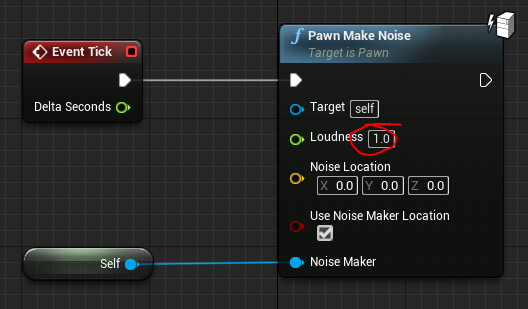 Event Tick
Delta Seconds
Self
Pawn Make Noise
Target is Pawn
Target self
Loudness 1.0
Noise Location
X 0.0 Y 0.0 Z 0.0
Use Noise Maker Location
Noise Maker